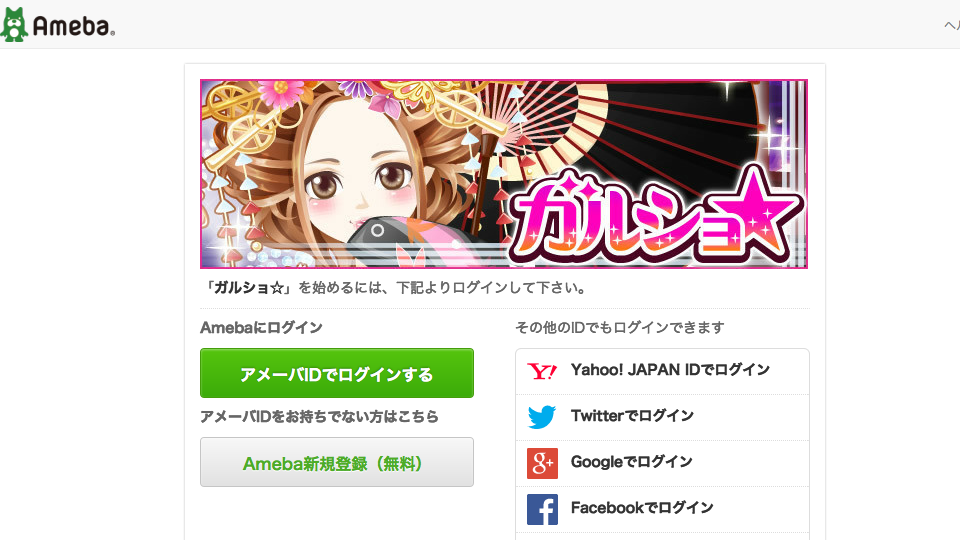 Ameba
ヘル
ガルショ☆
「ガルショ☆」を始めるには、下記よりログインして下さい。
Amebaにログイン
アメーバIDでログインする
アメーバIDをお持ちでない方はこちら
Ameba新規登録（無料）
その他のIDでもログインできます
Y! Yahoo! JAPAN IDでログイン
Twitterでログイン
g+ Googleでログイン
f Facebookでログイン